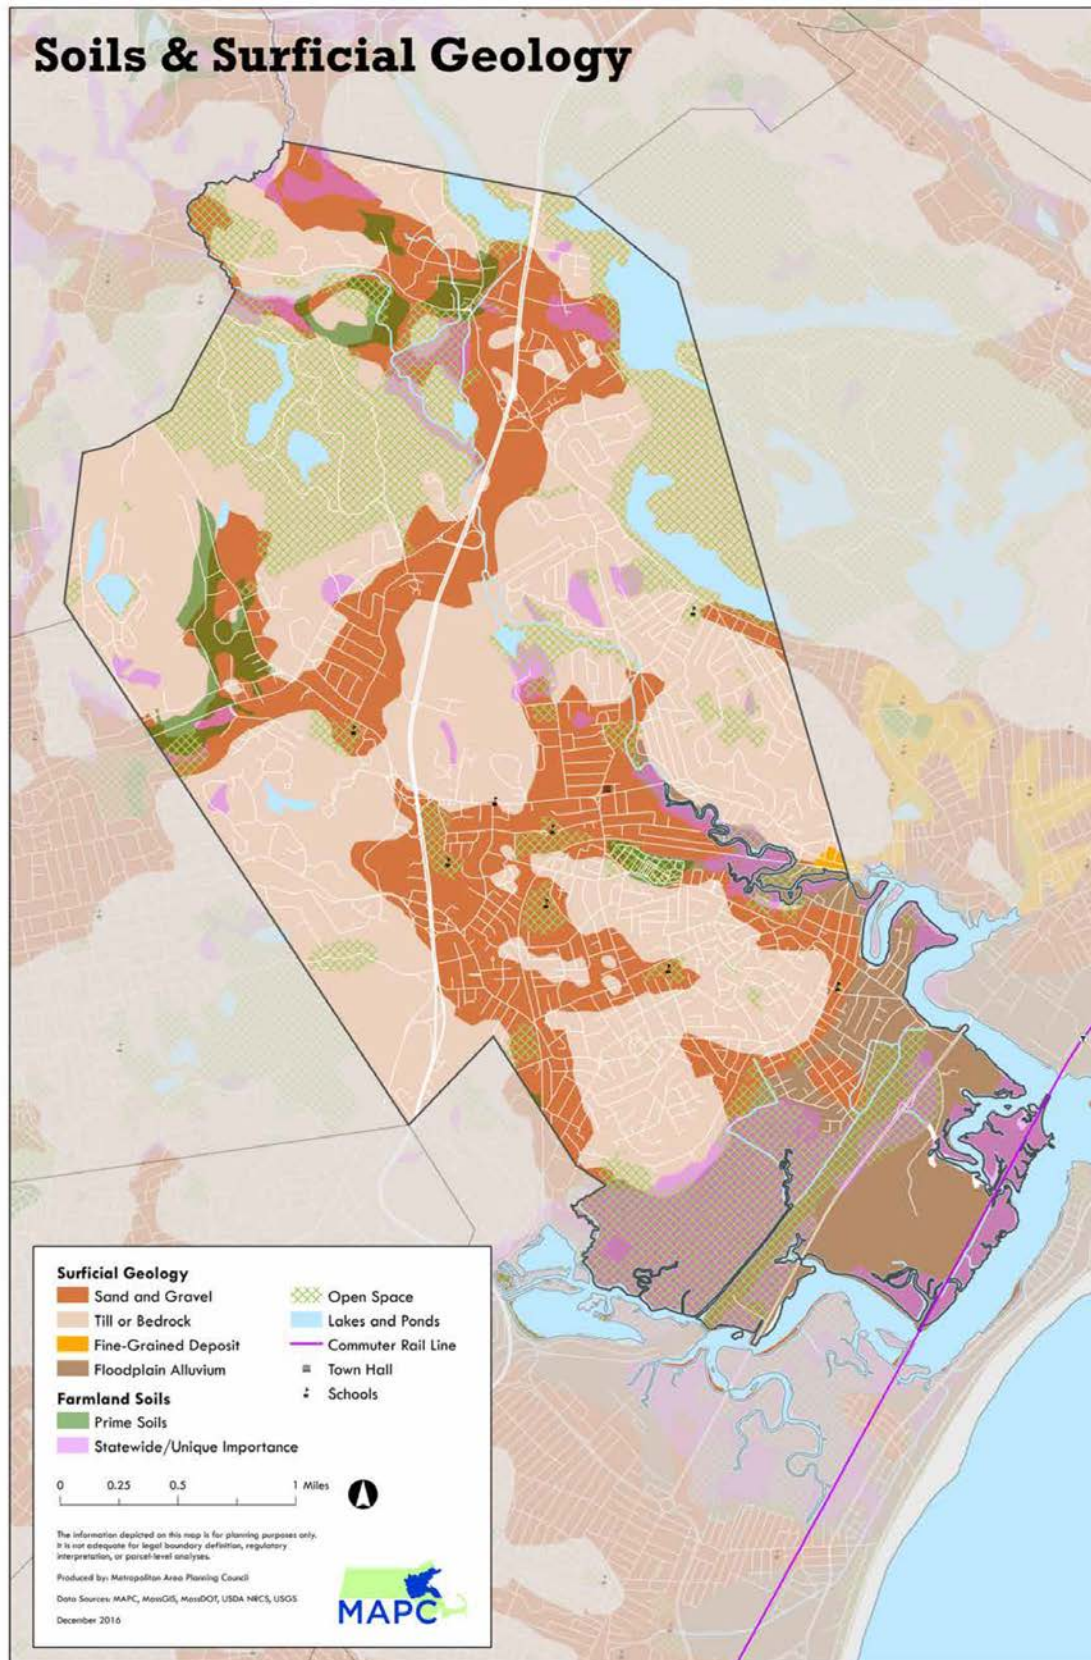 Soils & Surficial Geology
Surficial Geology
Sand and Gravel
Till or Bedrock
Fine-Grained Deposit
Floodplain Alluvium
Farmland Soils
Prime Soils
Statewide/Unique Importance
Open Space
Lakes and Ponds
Commuter Rail Line
Town Hall
Schools
0 0.25 0.5 1 Miles
The information depicted on this map is for planning purposes only.
It is not adequate for legal boundary definition, regulatory
interpretation, or parcel-level analyses.
Produced by: Metropolitan Area Planning Council
Data Sources: MAPC, MassGIS, MassDOT, USDA NRCS, USGS
December 2016
MAPC